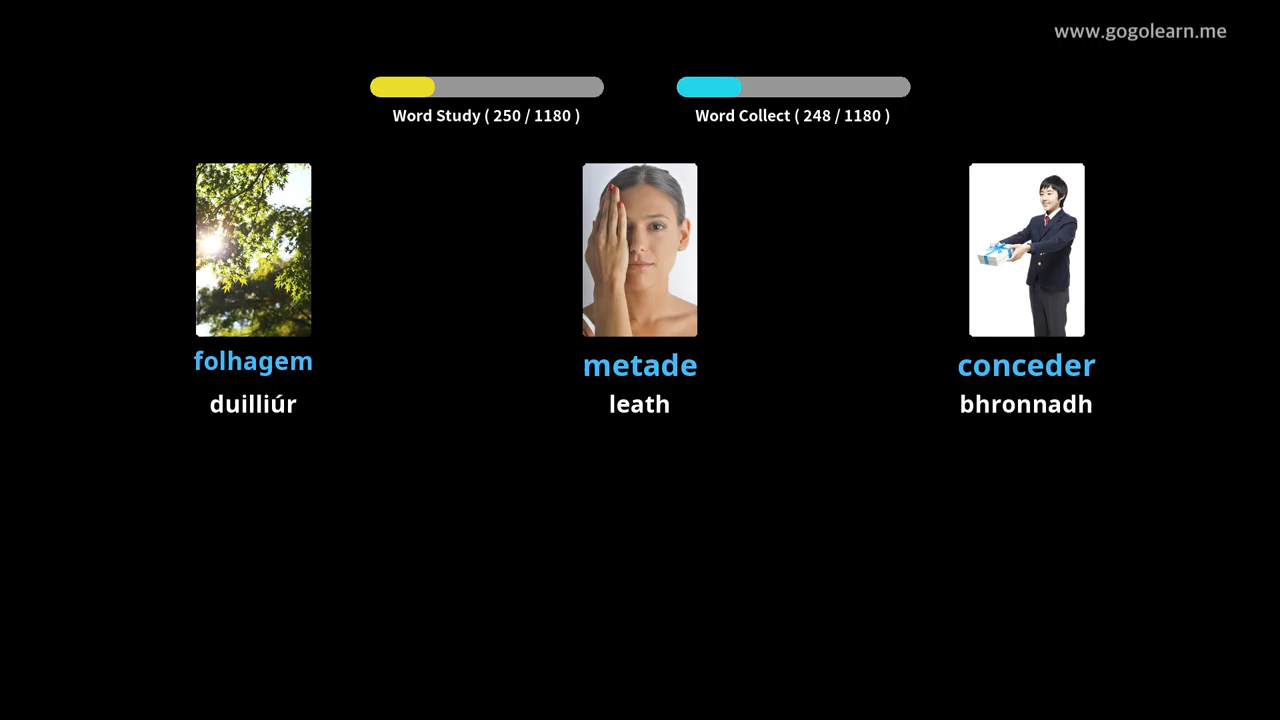 www.gogolearn.me
Word Study ( 250 / 1180 )
Word Collect ( 248 / 1180 )
folhagem
metade
conceder
duilliúr
leath
bhronnadh